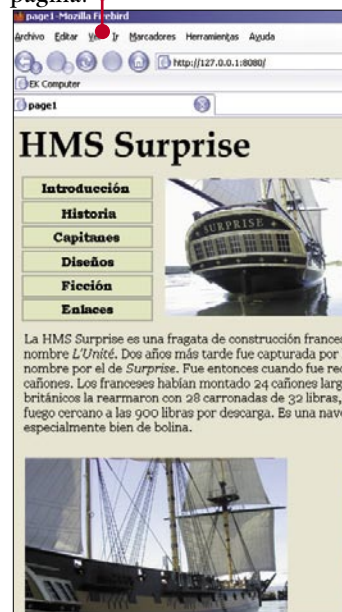 página.
page1-Mozilla Firebird
Archivo Editar Ver Ir Marcadores Herramientas Ayuda
http://127.0.0.1:8080/
EK Computer
page1
HMS Surprise
Introducción
Historia
Capitanes
Diseños
Ficción
Enlaces
SURPRISE
La HMS Surprise es una fragata de construcción frances
nombre L'Unité. Dos años más tarde fue capturada por
nombre por el de Surprise. Fue entonces cuando fue rec
cañones. Los franceses habían montado 24 cañones larg
británicos la rearmaron con 28 carronadas de 32 libras,
fuego cercano a las 900 libras por descarga. Es una nav
especialmente bien de bolina.